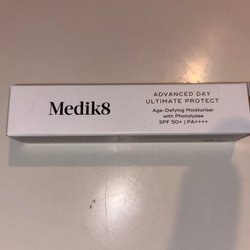 Medik8
ADVANCED DAY
ULTIMATE PROTECT
Age-Defying Moisturiser
with Photolyase
SPF 50+ | PA++++